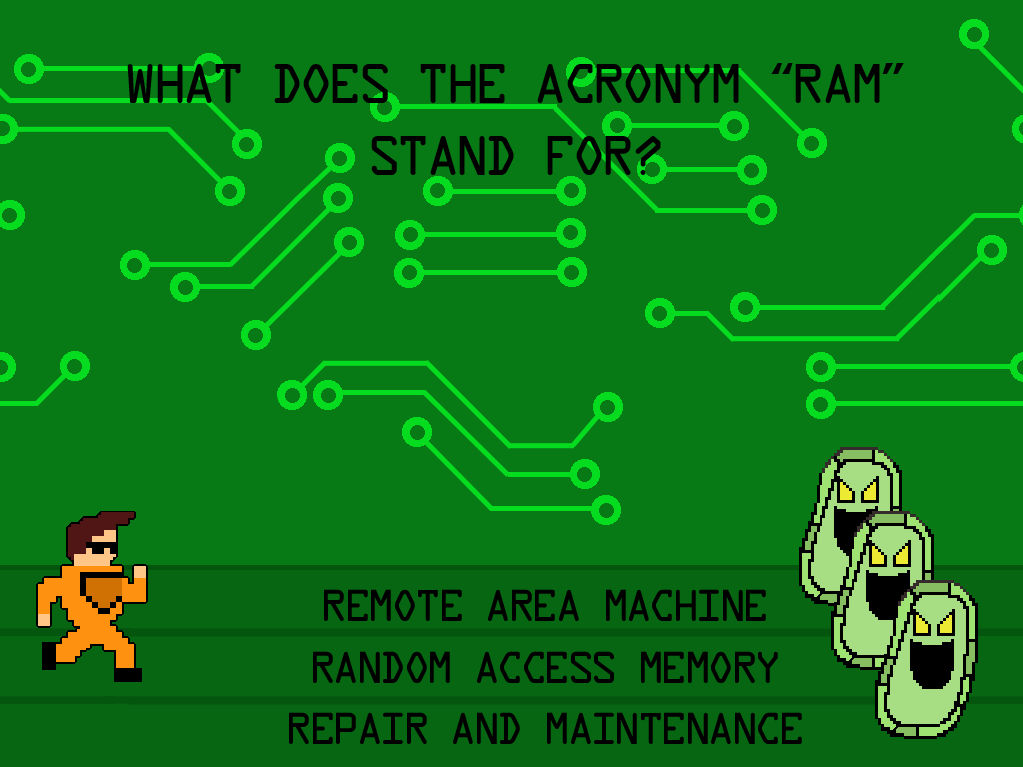 WHAT DOES THE ACRONYM “RAM”
STAND FOR?
REMOTE AREA MACHINE
RANDOM ACCESS MEMORY
REPAIR AND MAINTENANCE